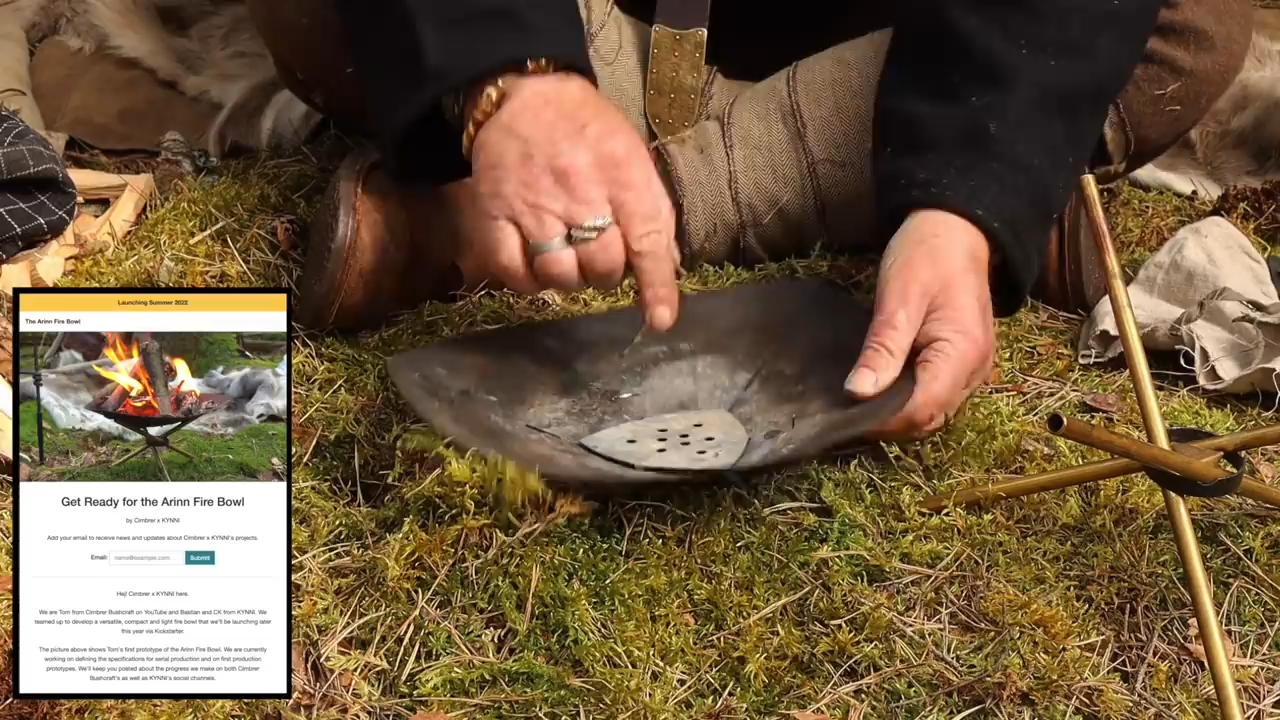 Launching Summer 2022
The Arinn Fire Bowl
Get Ready for the Arinn Fire Bowl
by Cimbrer x KYNNI
Add your email to receive news and updates about Cimbrer x KYNNI's projects.
Email: name@example.com Submit
Hej! Cimbrer x KYNNI here.
We are Tom from Cimbrer Bushcraft on YouTube and Bastian and CK from KYNNI. We
teamed up to develop a versatile, compact and light fire bowl that we'll be launching later
this year via Kickstarter.
The picture above shows Tom's first prototype of the Arinn Fire Bowl. We are currently
working on defining the specifications for serial production and on first production
prototypes. We'll keep you posted about the progress we make on both Cimbrer
Bushcraft's as well as KYNNI's social channels.